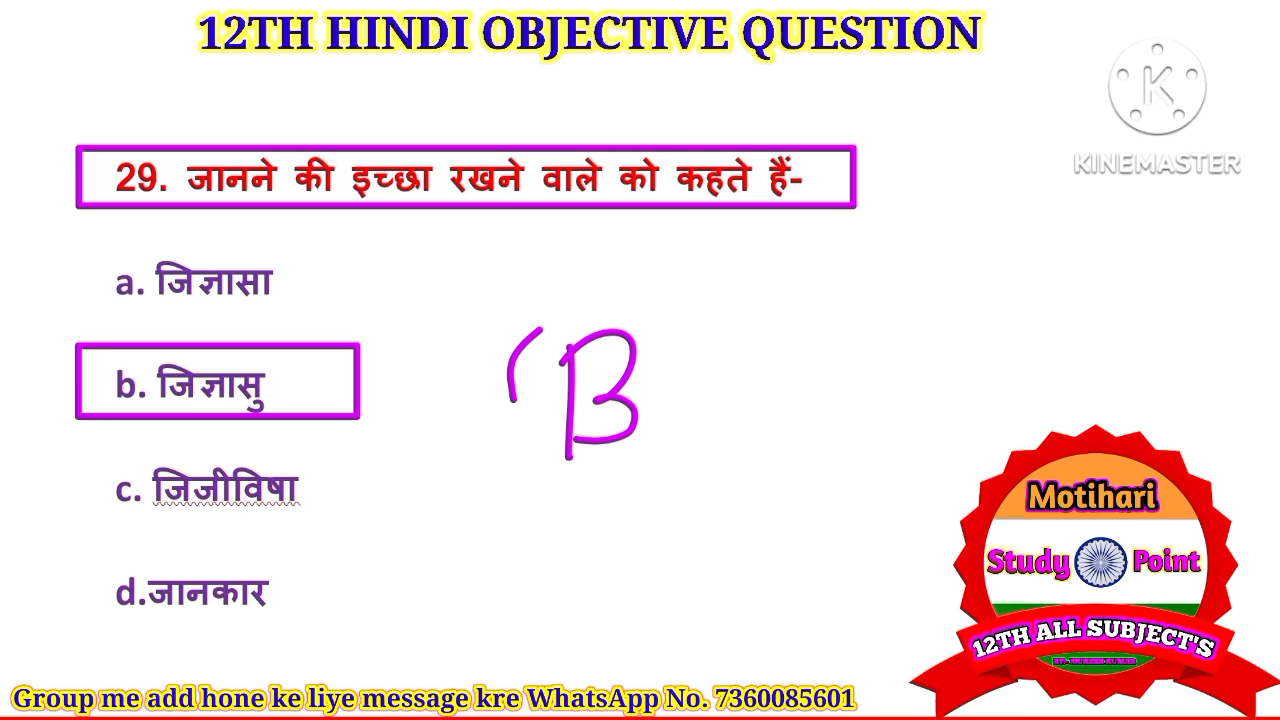 12TH HINDI OBJECTIVE QUESTION
K
KINEMASTER
29. जानने की इच्छा रखने वाले को कहते हैं-
a. जिज्ञासा
b. जिज्ञासु
B
c. जिजीविषा
d.जानकार
Motihari
Study Point
12TH ALL SUBJECT'S
Group me add hone ke liye message kre WhatsApp No. 7360085601